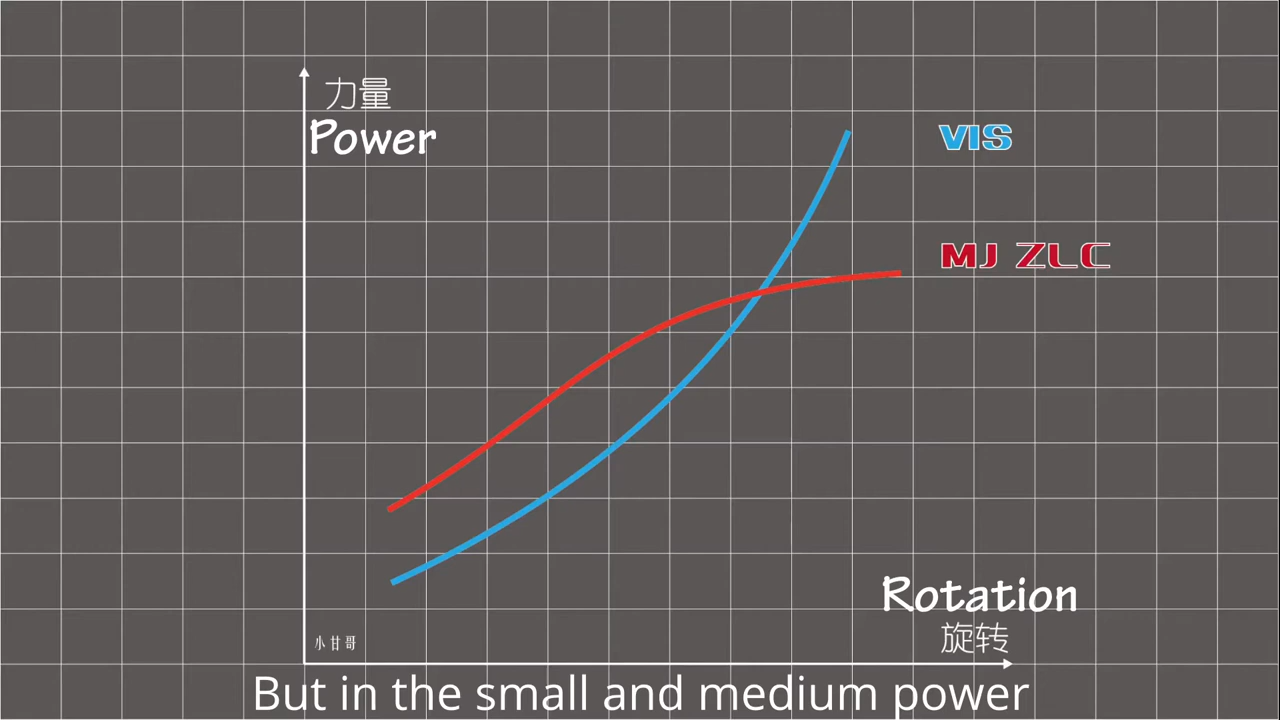 力量
Power
VIS
MJ ZLC
Rotation
旋转
小甘哥
But in the small and medium power